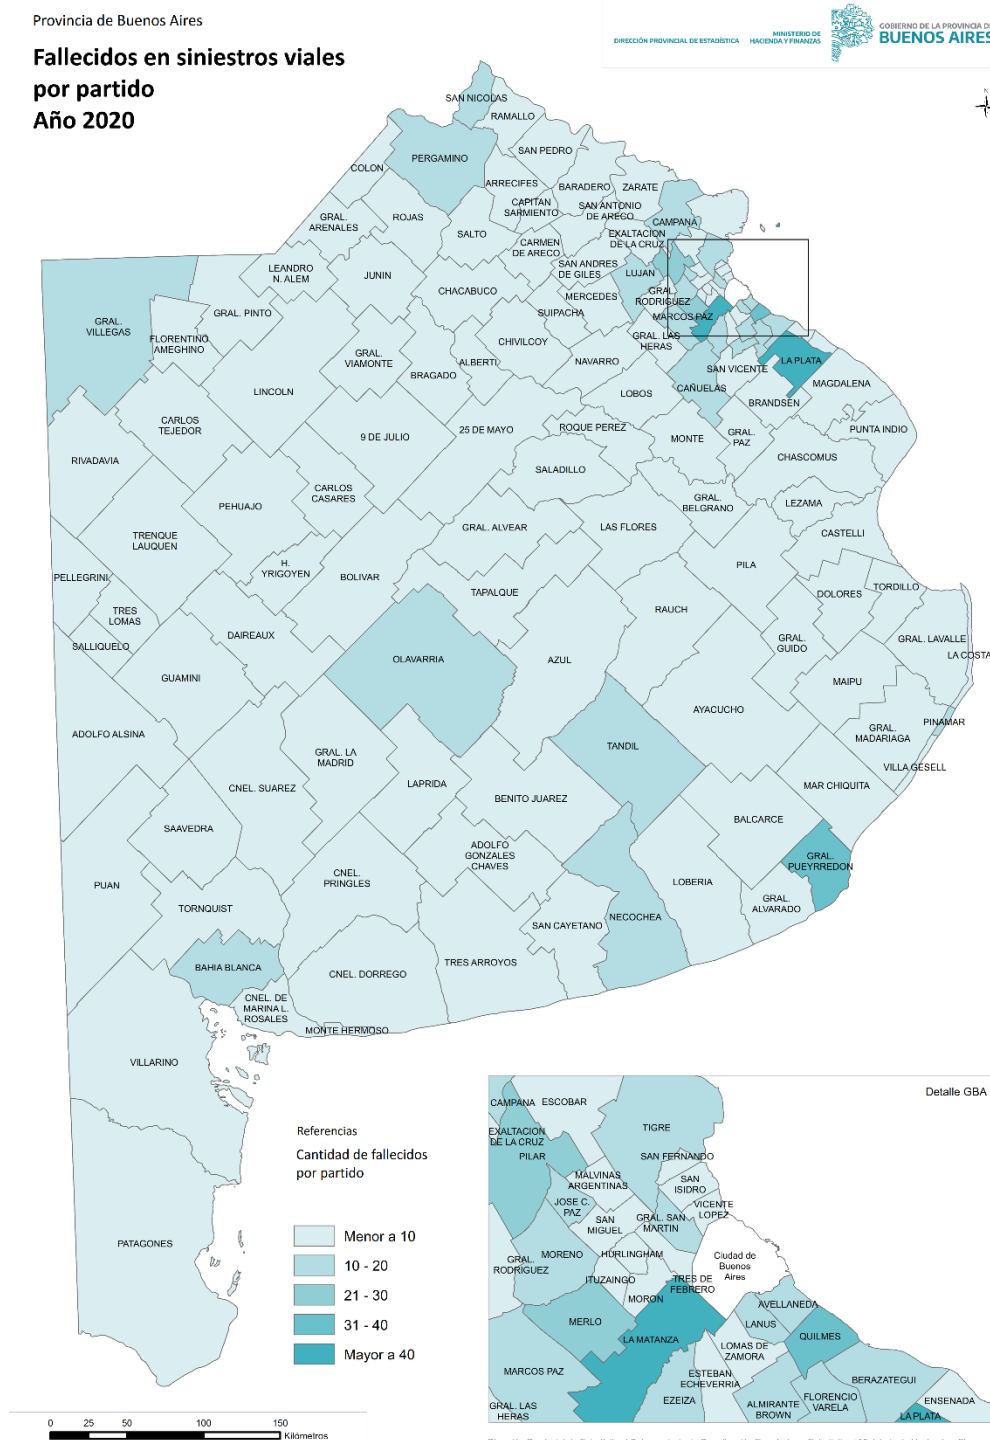 Provincia de Buenos Aires
Fallecidos en siniestros viales
por partido
Año 2020
DIRECCIÓN PROVINCIAL DE ESTADÍSTICA
MINISTERIO DE
HACIENDA Y FINANZAS
GOBIERNO DE LA PROVINCIA DE
BUENOS AIRES
N
SAN NICOLAS
RAMALLO
SAN PEDRO
COLON
PERGAMINO
ARRECIFES
BARADERO
ZARATE
CAPITAN
SARMIENTO
SAN ANTONIO
DE ARECO
GRAL.
ARENALES
ROJAS
SALTO
CARMEN
DE ARECO
EXALTACION
DE LA CRUZ
CAMPANA
LEANDRO
N. ALEM
JUNIN
SAN ANDRES
DE GILES
LUJAN
CHACABUCO
MERCEDES
GRAL.
RODRIGUEZ
GRAL.
VILLEGAS
GRAL. PINTO
SUIPACHA
MARCOS PAZ
FLORENTINO
AMEGHINO
CHIVILCOY
GRAL. LAS
HERAS
GRAL.
VIAMONTE
ALBERTI
NAVARRO
LA PLATA
BRAGADO
SAN VICENTE
LINCOLN
LOBOS
CAÑUELAS
MAGDALENA
BRANDSEN
CARLOS
TEJEDOR
9 DE JULIO
25 DE MAYO
ROQUE PEREZ
MONTE
GRAL.
PAZ
PUNTA INDIO
RIVADAVIA
SALADILLO
CHASCOMUS
CARLOS
CASARES
PEHUAJO
GRAL.
BELGRANO
LEZAMA
TRENQUE
LAUQUEN
GRAL. ALVEAR
LAS FLORES
CASTELLI
PELLEGRINI
H.
YRIGOYEN
BOLIVAR
PILA
TAPALQUE
DOLORES
TORDILLO
TRES
LOMAS
RAUCH
SALLIQUELO
DAIREAUX
GRAL.
GUIDO
GRAL. LAVALLE
LA COSTA
OLAVARRIA
AZUL
GUAMINI
MAIPU
AYACUCHO
PINAMAR
ADOLFO ALSINA
GRAL.
MADARIAGA
TANDIL
GRAL. LA
MADRID
VILLA GESELL
CNEL. SUAREZ
LAPRIDA
MAR CHIQUITA
BENITO JUAREZ
SAAVEDRA
BALCARCE
ADOLFO
GONZALES
CHAVES
GRAL.
PUEYRREDON
CNEL.
PRINGLES
PUAN
LOBERIA
GRAL.
ALVARADO
TORNQUIST
NECOCHEA
SAN CAYETANO
BAHIA BLANCA
TRES ARROYOS
CNEL. DORREGO
CNEL. DE
MARINA L.
ROSALES
MONTE HERMOSO
VILLARINO
PATAGONES
Referencias
Cantidad de fallecidos
por partido
Menor a 10
10 - 20
21 - 30
31 - 40
Mayor a 40
0 25 50 100 150
Kilómetros
Detalle GBA
CAMPANA
ESCOBAR
EXALTACION
DE LA CRUZ
TIGRE
PILAR
SAN FERNANDO
MALVINAS
ARGENTINAS
SAN
ISIDRO
JOSE C.
PAZ
VICENTE
LOPEZ
SAN
MIGUEL
GRAL. SAN
MARTIN
GRAL.
RODRIGUEZ
MORENO
HURLINGHAM
Ciudad de
Buenos
Aires
ITUZAINGO
TRES DE
FEBRERO
MORON
AVELLANEDA
MERLO
LANUS
LA MATANZA
QUILMES
LOMAS DE
ZAMORA
MARCOS PAZ
ESTEBAN
ECHEVERRIA
BERAZATEGUI
EZEIZA
FLORENCIO
VARELA
ENSENADA
GRAL. LAS
HERAS
ALMIRANTE
BROWN
LA PLATA